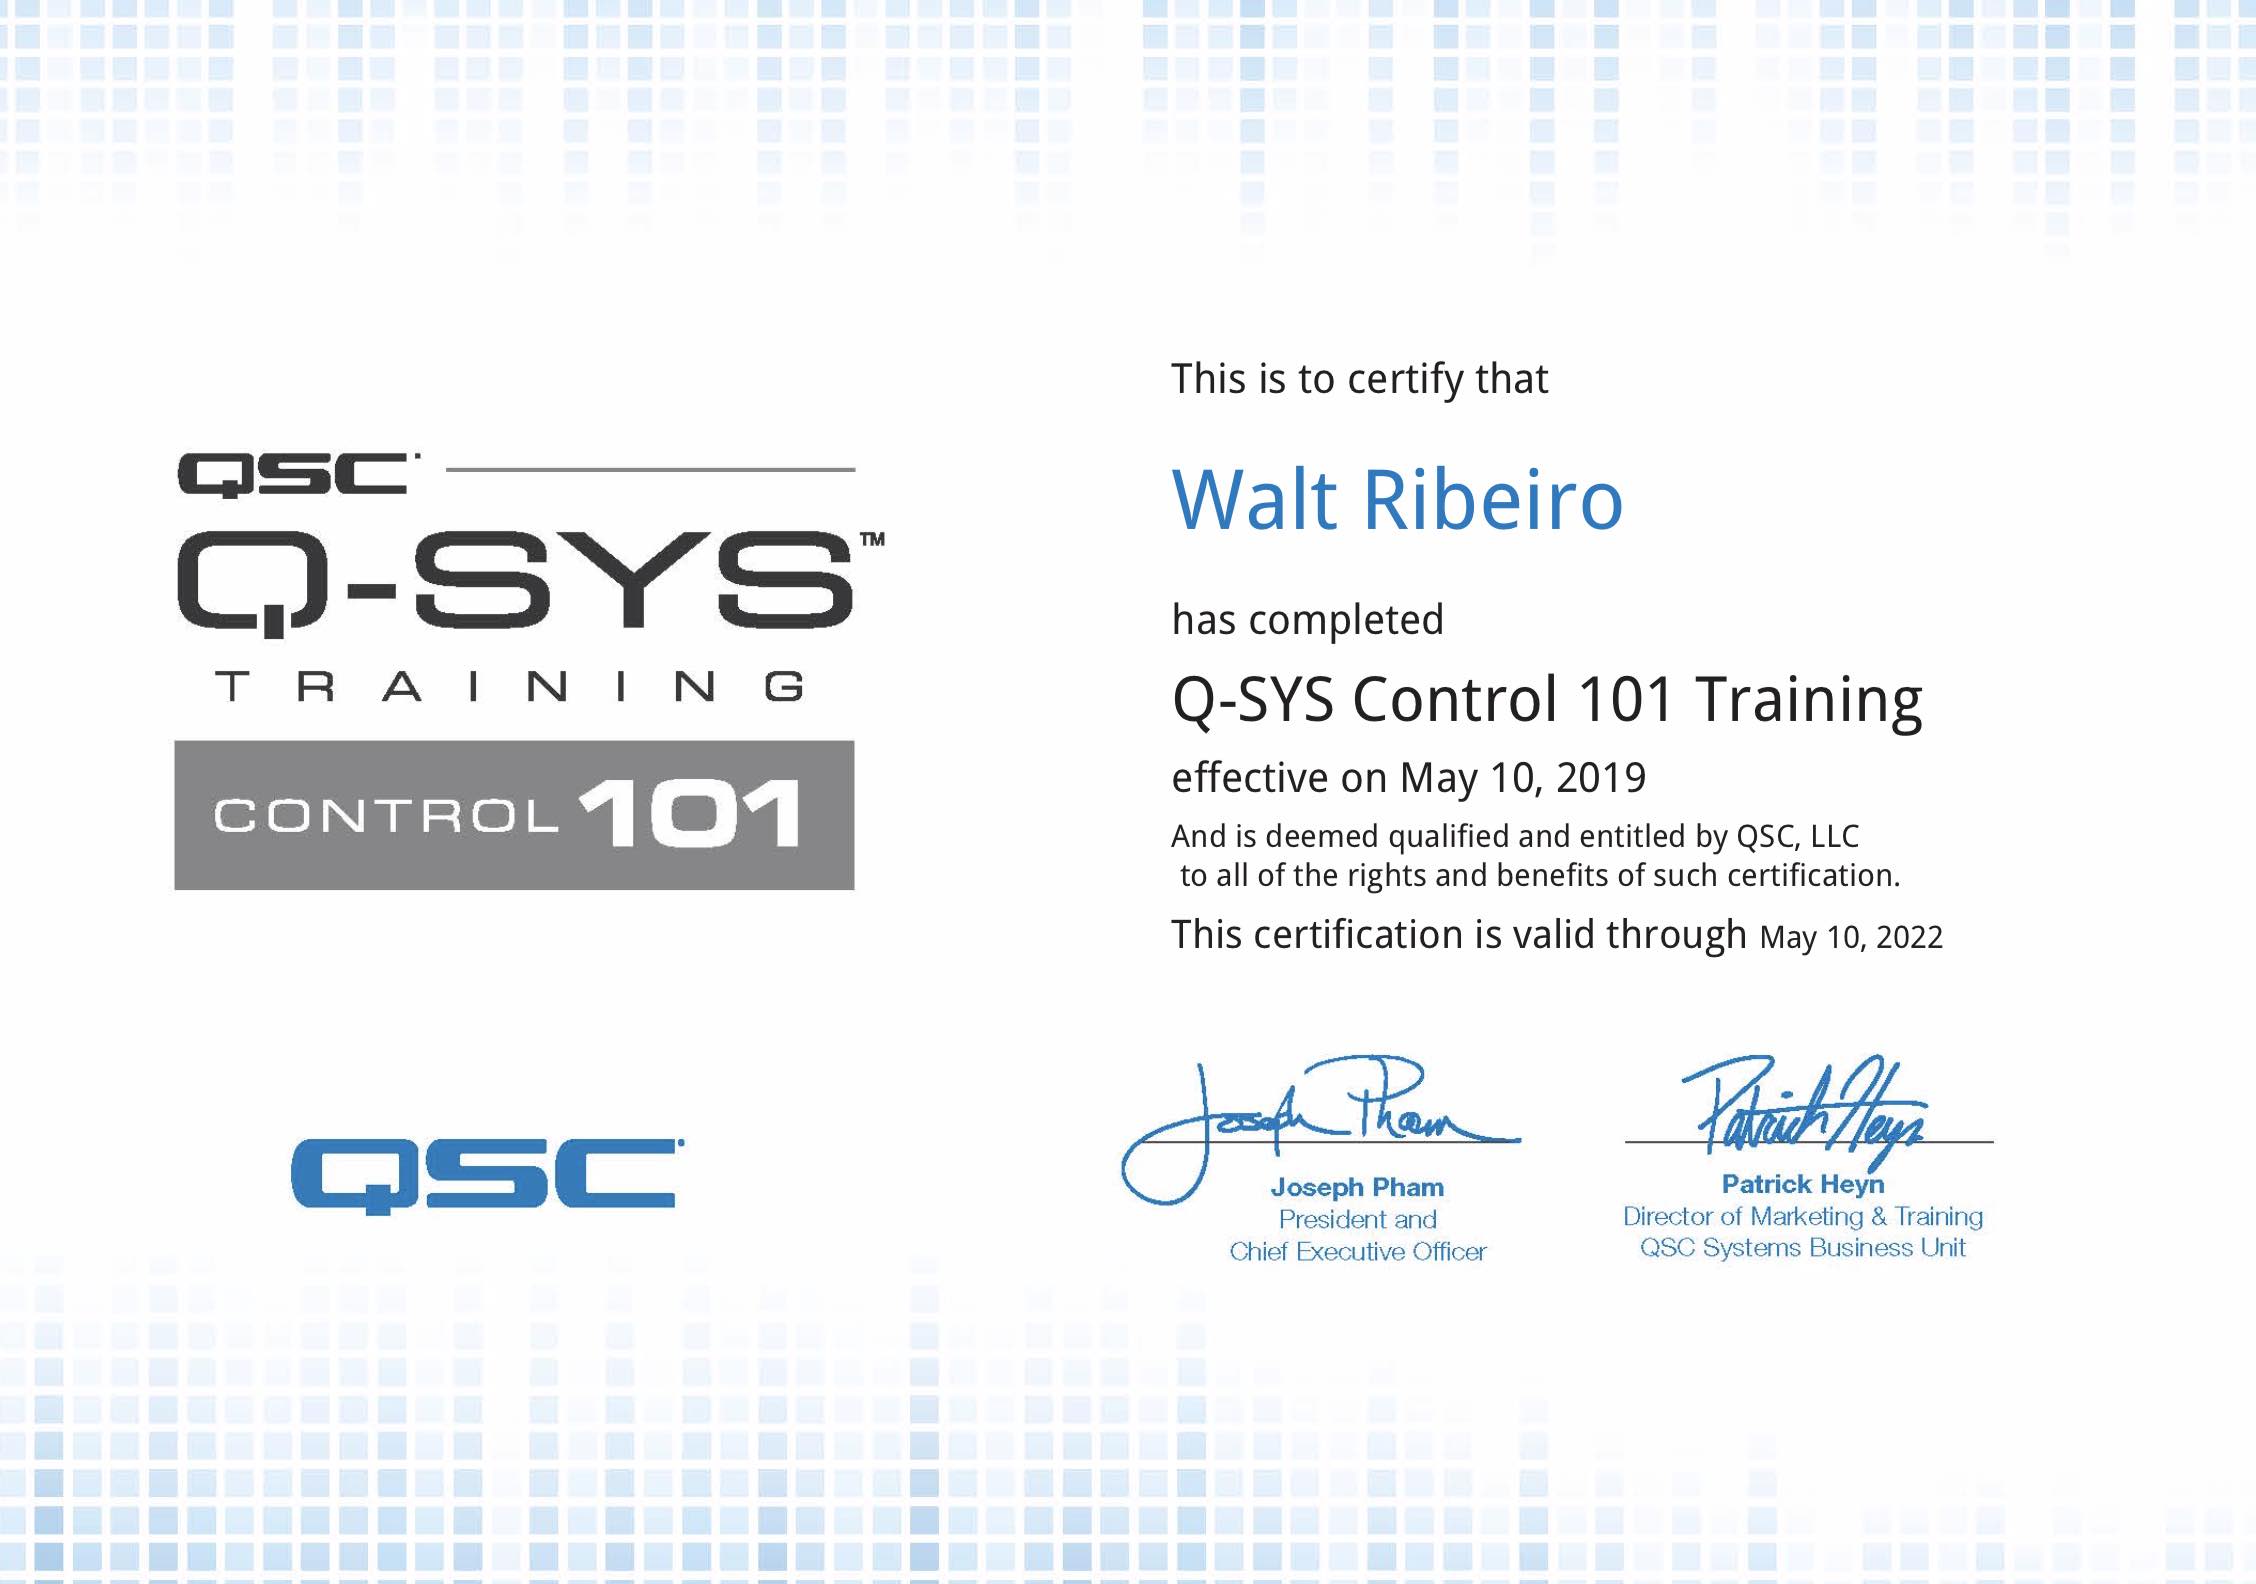 QSC
Q-SYS™
TRAINING
CONTROL 101
QSC
This is to certify that
Walt Ribeiro
has completed
Q-SYS Control 101 Training
effective on May 10, 2019
And is deemed qualified and entitled by QSC, LLC
to all of the rights and benefits of such certification.
This certification is valid through May 10, 2022
Joseph Pham
Joseph Pham
President and
Chief Executive Officer
Patrick Heyn
Patrick Heyn
Director of Marketing & Training
QSC Systems Business Unit